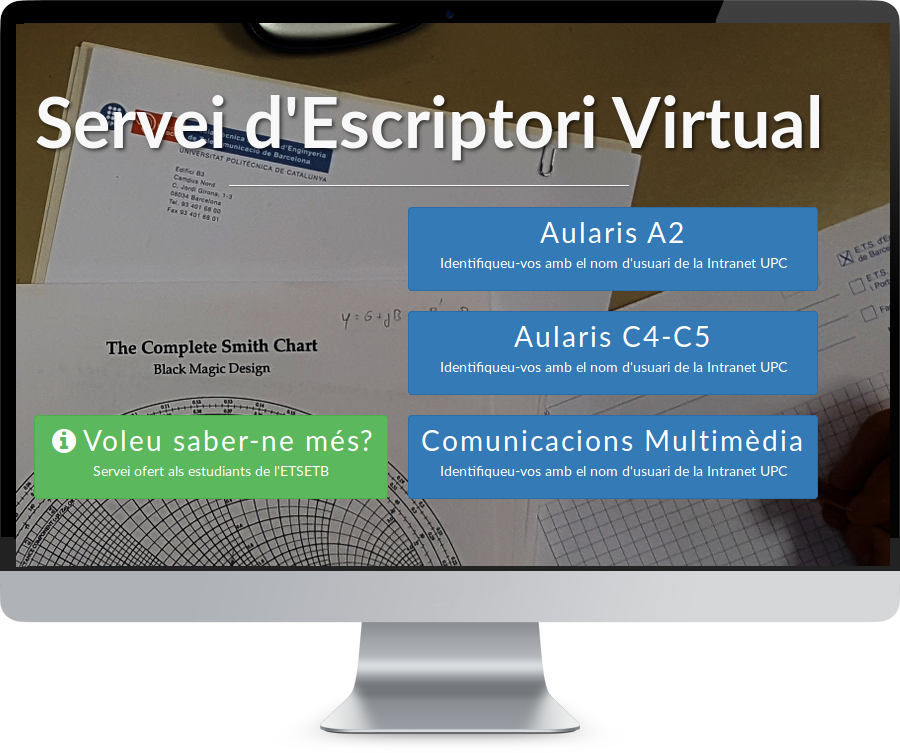 Servei d'Escriptori Virtual
UNIVERSITAT POLITÈCNICA DE CATALUNYA
Edifici B3
Campus Nord
C. Jordi Girona, 1-3
08034 Barcelona
Tel. 93 401 68 00
Fax 93 401 68 01
Aularis A2
Identifiqueu-vos amb el nom d'usuari de la Intranet UPC
Aularis C4-C5
Identifiqueu-vos amb el nom d'usuari de la Intranet UPC
The Complete Smith Chart
Black Magic Design
Voleu saber-ne més?
Servei ofert als estudiants de l'ETSETB
Comunicacions Multimèdia
Identifiqueu-vos amb el nom d'usuari de la Intranet UPC